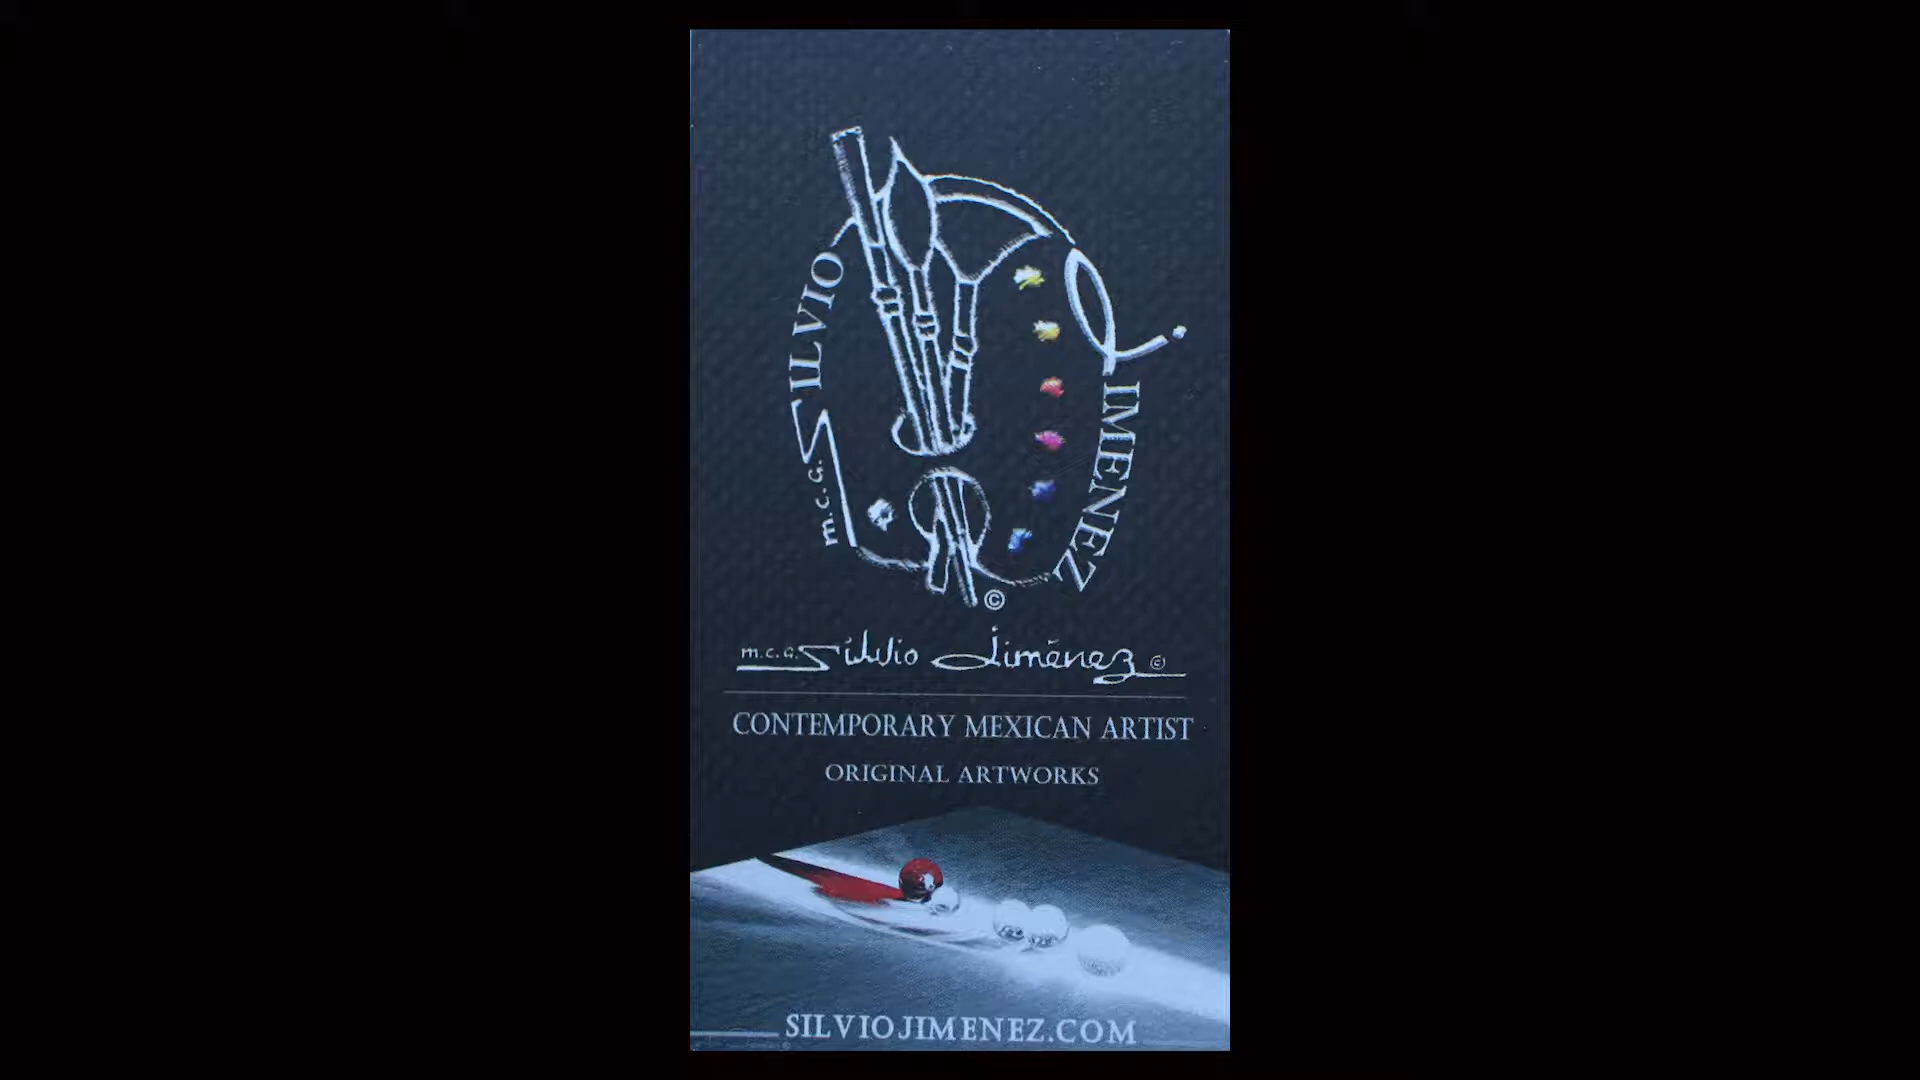 m.c.G. SILVIO JIMENEZ
©
m.c.G. Silvio Jiménez ©
CONTEMPORARY MEXICAN ARTIST
ORIGINAL ARTWORKS
SILVIOJIMENEZ.COM